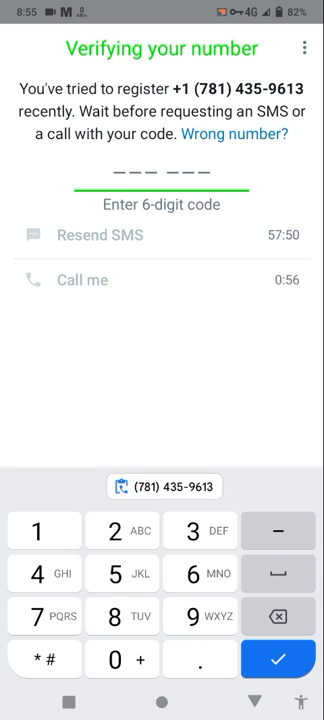 8:55 M 4G 82%
Verifying your number
You've tried to register +1 (781) 435-9613
recently. Wait before requesting an SMS or
a call with your code. Wrong number?
Enter 6-digit code
Resend SMS 57:50
Call me 0:56
(781) 435-9613
1 2 ABC 3 DEF –
4 GHI 5 JKL 6 MNO
7 PQRS 8 TUV 9 WXYZ
* # 0 + .